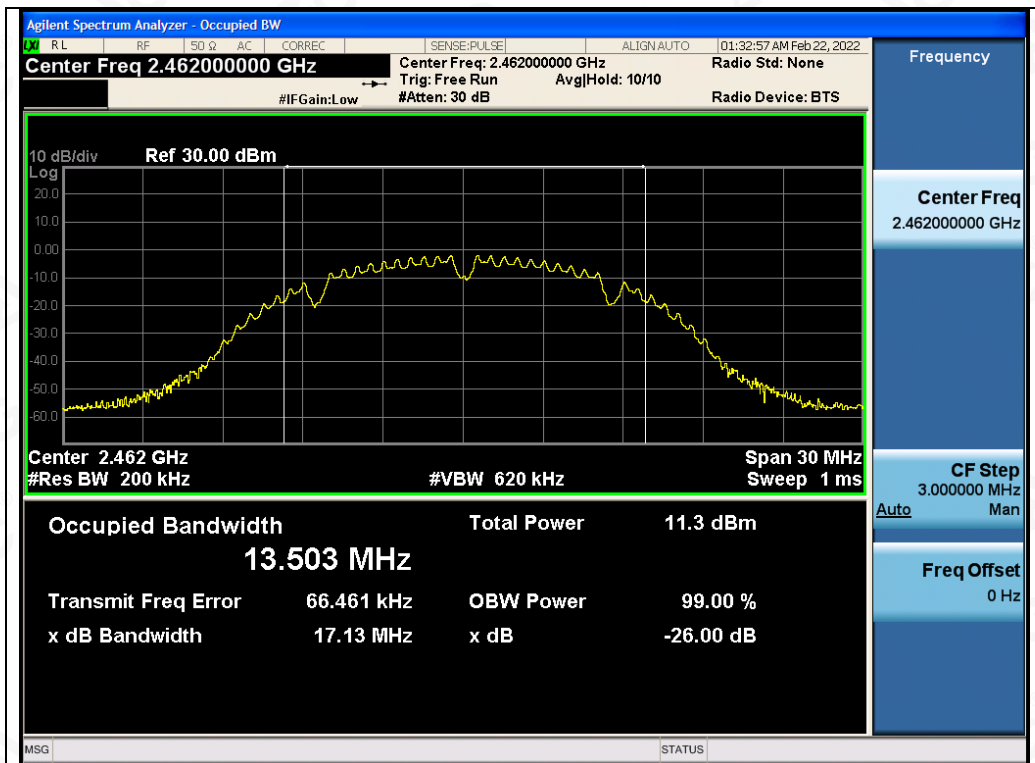 Agilent Spectrum Analyzer - Occupied BW
LXI RL RF 50 Ω AC CORREC SENSE:PULSE ALIGN AUTO 01:32:57 AM Feb 22, 2022
Center Freq 2.462000000 GHz Center Freq: 2.462000000 GHz Radio Std: None
Trig: Free Run Avg|Hold: 10/10
#IFGain:Low #Atten: 30 dB Radio Device: BTS
Frequency
10 dB/div Ref 30.00 dBm
Log
20.0
10.0
0.00
-10.0
-20.0
-30.0
-40.0
-50.0
-60.0
Center 2.462 GHz Span 30 MHz
#Res BW 200 kHz #VBW 620 kHz Sweep 1 ms
Occupied Bandwidth Total Power 11.3 dBm
13.503 MHz
Transmit Freq Error 66.461 kHz OBW Power 99.00 %
x dB Bandwidth 17.13 MHz x dB -26.00 dB
Center Freq
2.462000000 GHz
CF Step
3.000000 MHz
Auto Man
Freq Offset
0 Hz
MSG STATUS